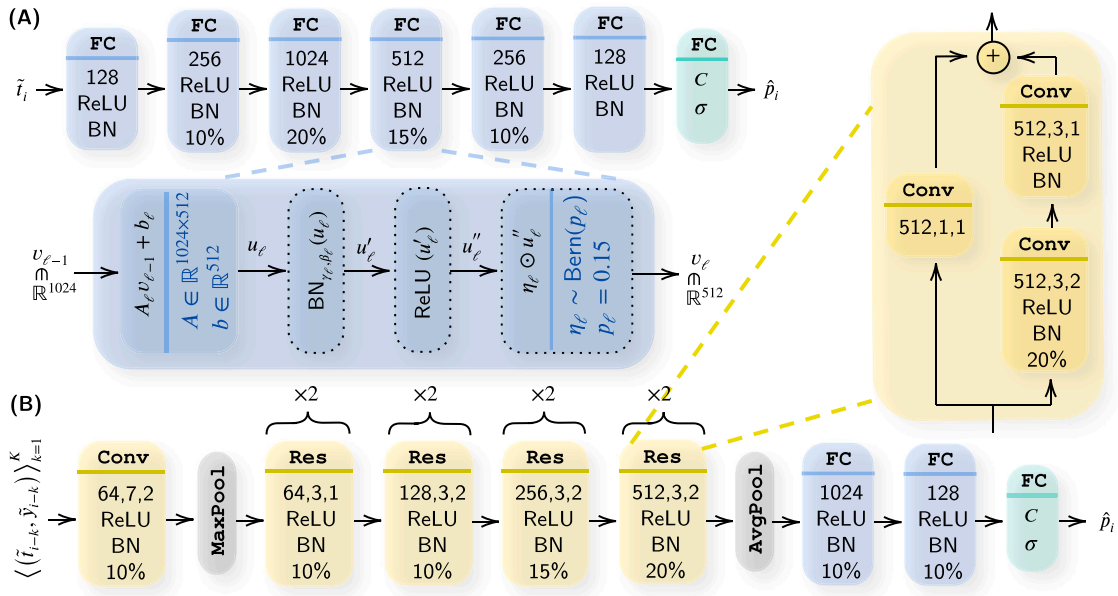 (A)
t̃ᵢ
FC
128
ReLU
BN
FC
256
ReLU
BN
10%
FC
1024
ReLU
BN
20%
FC
512
ReLU
BN
15%
FC
256
ReLU
BN
10%
FC
128
ReLU
BN
FC
C
σ
p̂ᵢ
v_{ℓ−1}
⋒
ℝ^{1024}
A_ℓ v_{ℓ−1} + b_ℓ
A ∈ ℝ^{1024×512}
b ∈ ℝ^{512}
u_ℓ
BN_{γ_ℓ,β_ℓ}(u_ℓ)
u′_ℓ
ReLU (u′_ℓ)
u″_ℓ
η_ℓ ⊙ u″_ℓ
η_ℓ ~ Bern(p_ℓ)
p_ℓ = 0.15
v_ℓ
⋒
ℝ^{512}
+
Conv
512,1,1
Conv
512,3,1
ReLU
BN
Conv
512,3,2
ReLU
BN
20%
(B)
⟨(t̃_{i−k}, ỹ_{i−k})⟩^K_{k=1}
Conv
64,7,2
ReLU
BN
10%
MaxPool
×2
Res
64,3,1
ReLU
BN
10%
×2
Res
128,3,2
ReLU
BN
10%
×2
Res
256,3,2
ReLU
BN
15%
×2
Res
512,3,2
ReLU
BN
20%
AvgPool
FC
1024
ReLU
BN
10%
FC
128
ReLU
BN
10%
FC
C
σ
p̂ᵢ